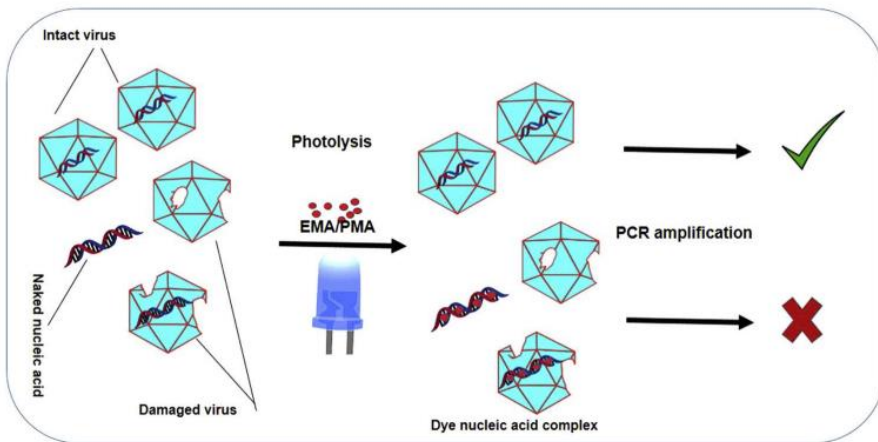 Intact virus
Photolysis
EMA/PMA
PCR amplification
Naked nucleic acid
Damaged virus
Dye nucleic acid complex